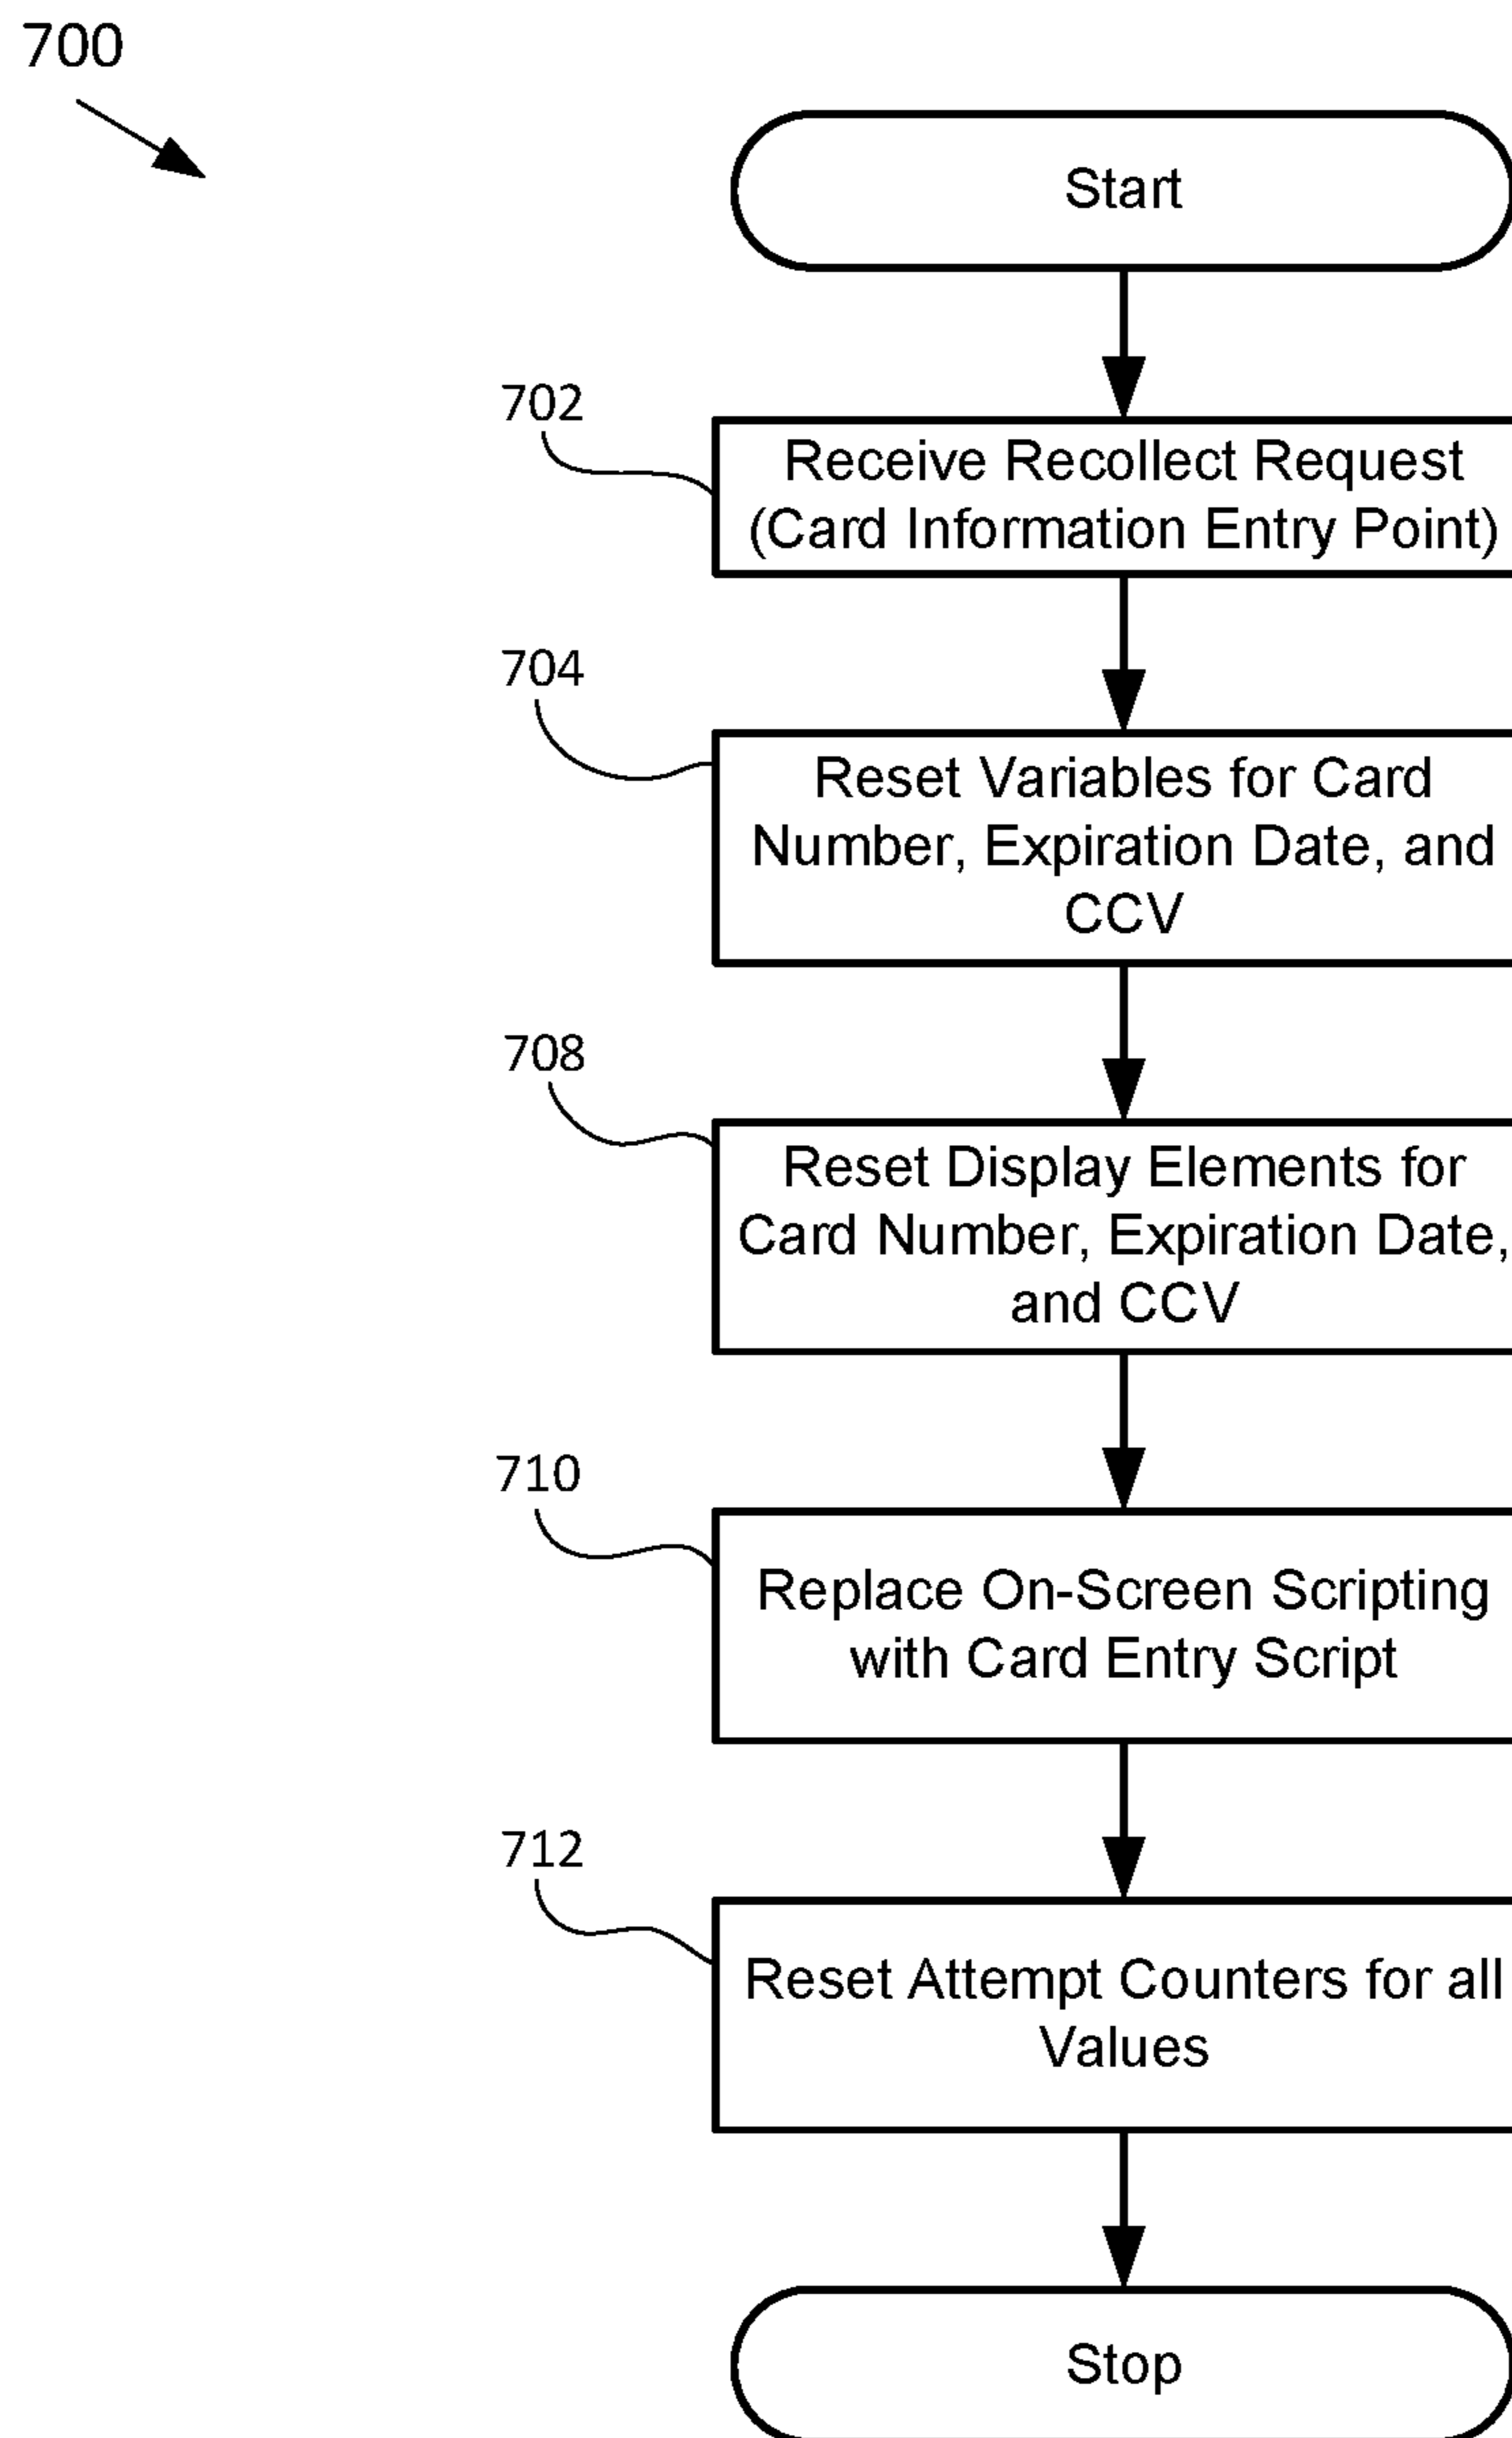 700
Start
702
Receive Recollect Request
(Card Information Entry Point)
704
Reset Variables for Card
Number, Expiration Date, and
CCV
708
Reset Display Elements for
Card Number, Expiration Date,
and CCV
710
Replace On-Screen Scripting
with Card Entry Script
712
Reset Attempt Counters for all
Values
Stop